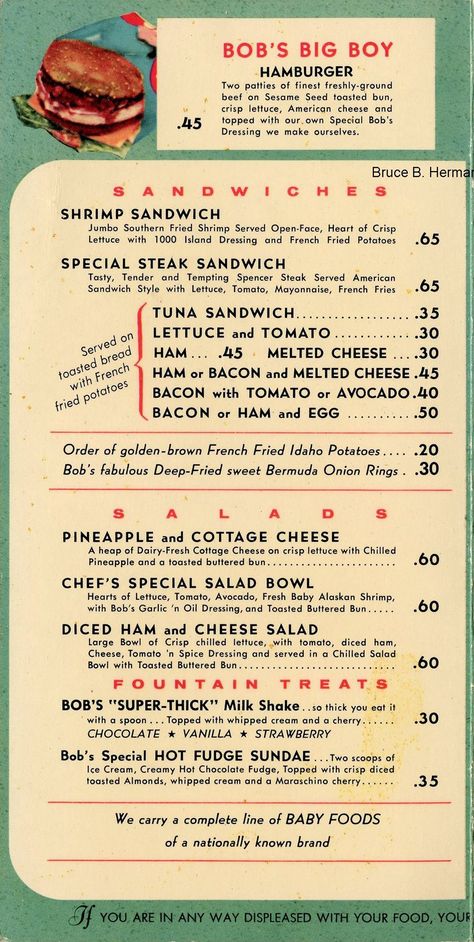 BOB'S BIG BOY
HAMBURGER
Two patties of finest freshly-ground
beef on Sesame Seed toasted bun,
crisp lettuce, American cheese and
topped with our own Special Bob's
Dressing we make ourselves.
.45
Bruce B. Herman
SANDWICHES
SHRIMP SANDWICH
Jumbo Southern Fried Shrimp Served Open-Face, Heart of Crisp
Lettuce with 1000 Island Dressing and French Fried Potatoes .65
SPECIAL STEAK SANDWICH
Tasty, Tender and Tempting Spencer Steak Served American
Sandwich Style with Lettuce, Tomato, Mayonnaise, French Fries .65
Served on
toasted bread
with French
fried potatoes
TUNA SANDWICH .35
LETTUCE and TOMATO .30
HAM ... .45 MELTED CHEESE ... .30
HAM or BACON and MELTED CHEESE .45
BACON with TOMATO or AVOCADO .40
BACON or HAM and EGG .50
Order of golden-brown French Fried Idaho Potatoes .... .20
Bob's fabulous Deep-Fried sweet Bermuda Onion Rings . .30
SALADS
PINEAPPLE and COTTAGE CHEESE
A heap of Dairy-Fresh Cottage Cheese on crisp lettuce with Chilled
Pineapple and a toasted buttered bun .60
CHEF'S SPECIAL SALAD BOWL
Hearts of Lettuce, Tomato, Avocado, Fresh Baby Alaskan Shrimp,
with Bob's Garlic 'n Oil Dressing, and Toasted Buttered Bun ..... .60
DICED HAM and CHEESE SALAD
Large Bowl of Crisp chilled lettuce, with tomato, diced ham,
Cheese, Tomato 'n Spice Dressing and served in a Chilled Salad
Bowl with Toasted Buttered Bun .60
FOUNTAIN TREATS
BOB'S "SUPER-THICK" Milk Shake ..so thick you eat it
with a spoon ... Topped with whipped cream and a cherry ...... .30
CHOCOLATE ★ VANILLA ★ STRAWBERRY
Bob's Special HOT FUDGE SUNDAE ...Two scoops of
Ice Cream, Creamy Hot Chocolate Fudge, Topped with crisp diced
toasted Almonds, whipped cream and a Maraschino cherry ...... .35
We carry a complete line of BABY FOODS
of a nationally known brand
If YOU ARE IN ANY WAY DISPLEASED WITH YOUR FOOD, YOUR